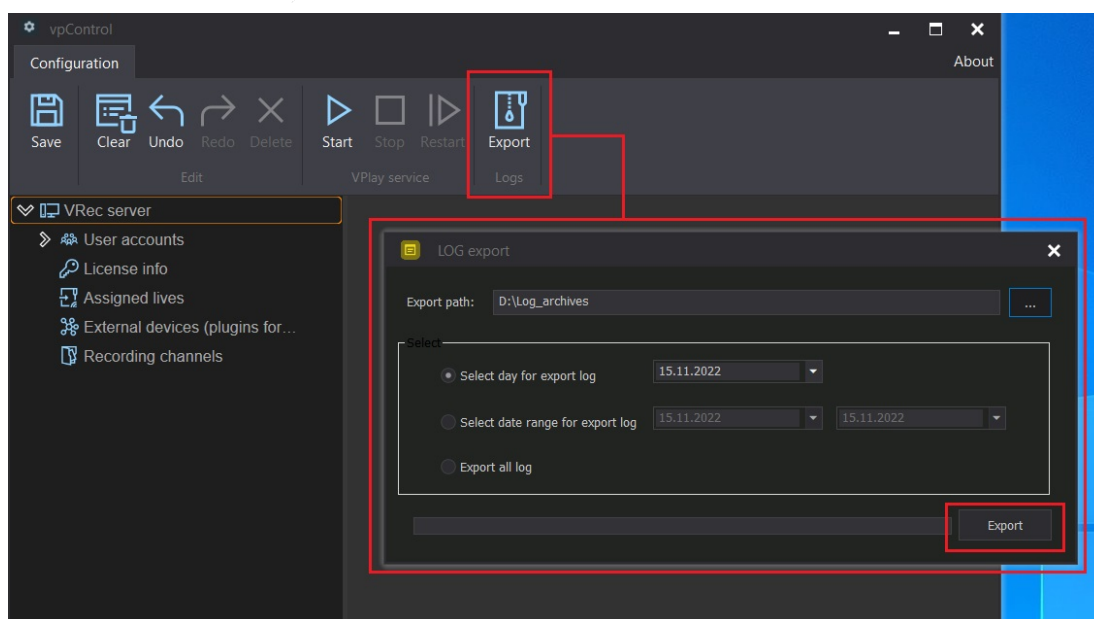 vpControl
Configuration
About
Save
Clear
Undo
Redo
Delete
Start
Stop
Restart
Export
Edit
VPlay service
Logs
VRec server
User accounts
License info
Assigned lives
External devices (plugins for...
Recording channels
LOG export
Export path: D:\Log_archives ...
Select
Select day for export log 15.11.2022
Select date range for export log 15.11.2022 15.11.2022
Export all log
Export